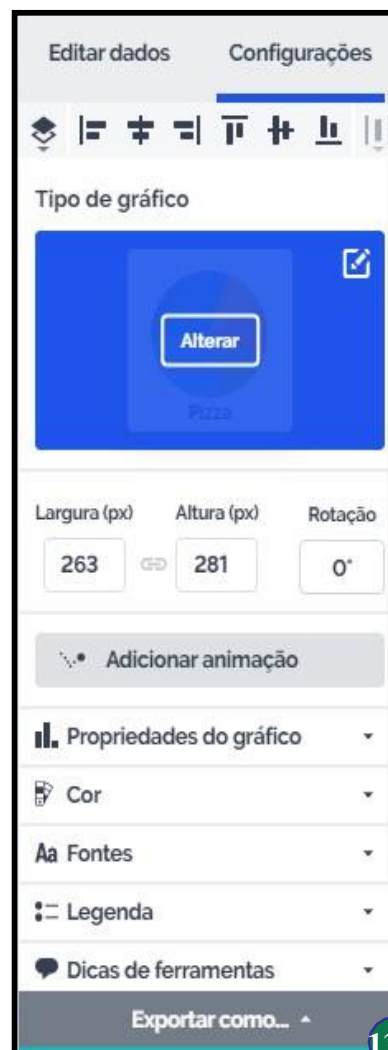 Editar dados Configurações
Tipo de gráfico
Alterar
Pizza
Largura (px) Altura (px) Rotação
263 281 0°
Adicionar animação
Propriedades do gráfico
Cor
Aa Fontes
Legenda
Dicas de ferramentas
Exportar como...